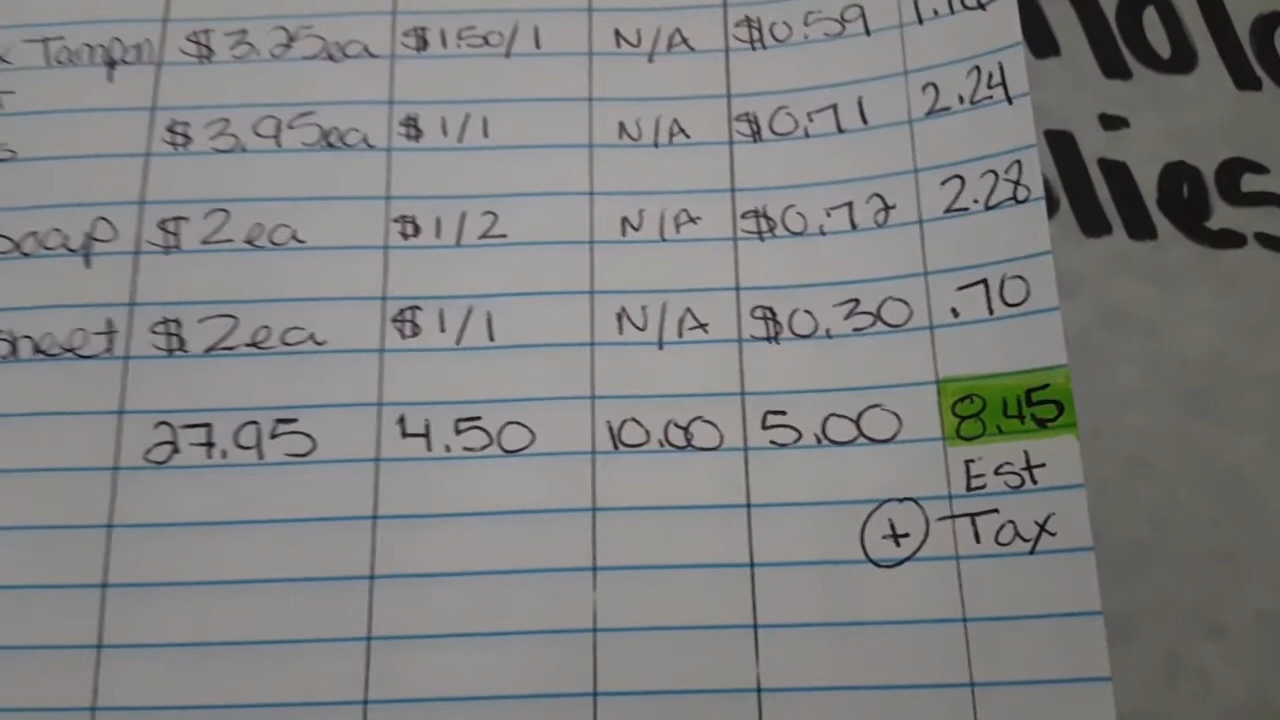 Tampon $3.25ea $1.50/1 N/A $0.59
$3.95ea $1/1 N/A $0.71 2.24
$2ea $1/2 N/A $0.72 2.28
$2ea $1/1 N/A $0.30 .70
27.95 4.50 10.00 5.00 8.45
Est
+ Tax